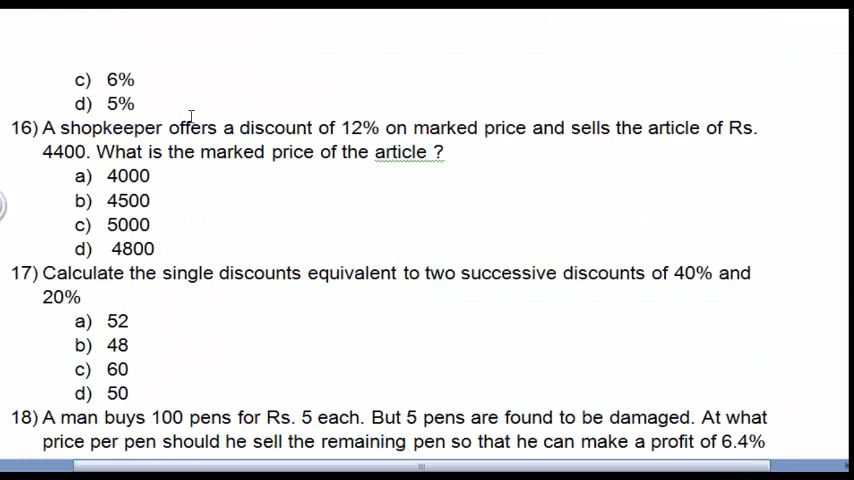 c) 6%
d) 5%
16) A shopkeeper offers a discount of 12% on marked price and sells the article of Rs.
4400. What is the marked price of the article ?
a) 4000
b) 4500
c) 5000
d) 4800
17) Calculate the single discounts equivalent to two successive discounts of 40% and
20%
a) 52
b) 48
c) 60
d) 50
18) A man buys 100 pens for Rs. 5 each. But 5 pens are found to be damaged. At what
price per pen should he sell the remaining pen so that he can make a profit of 6.4%